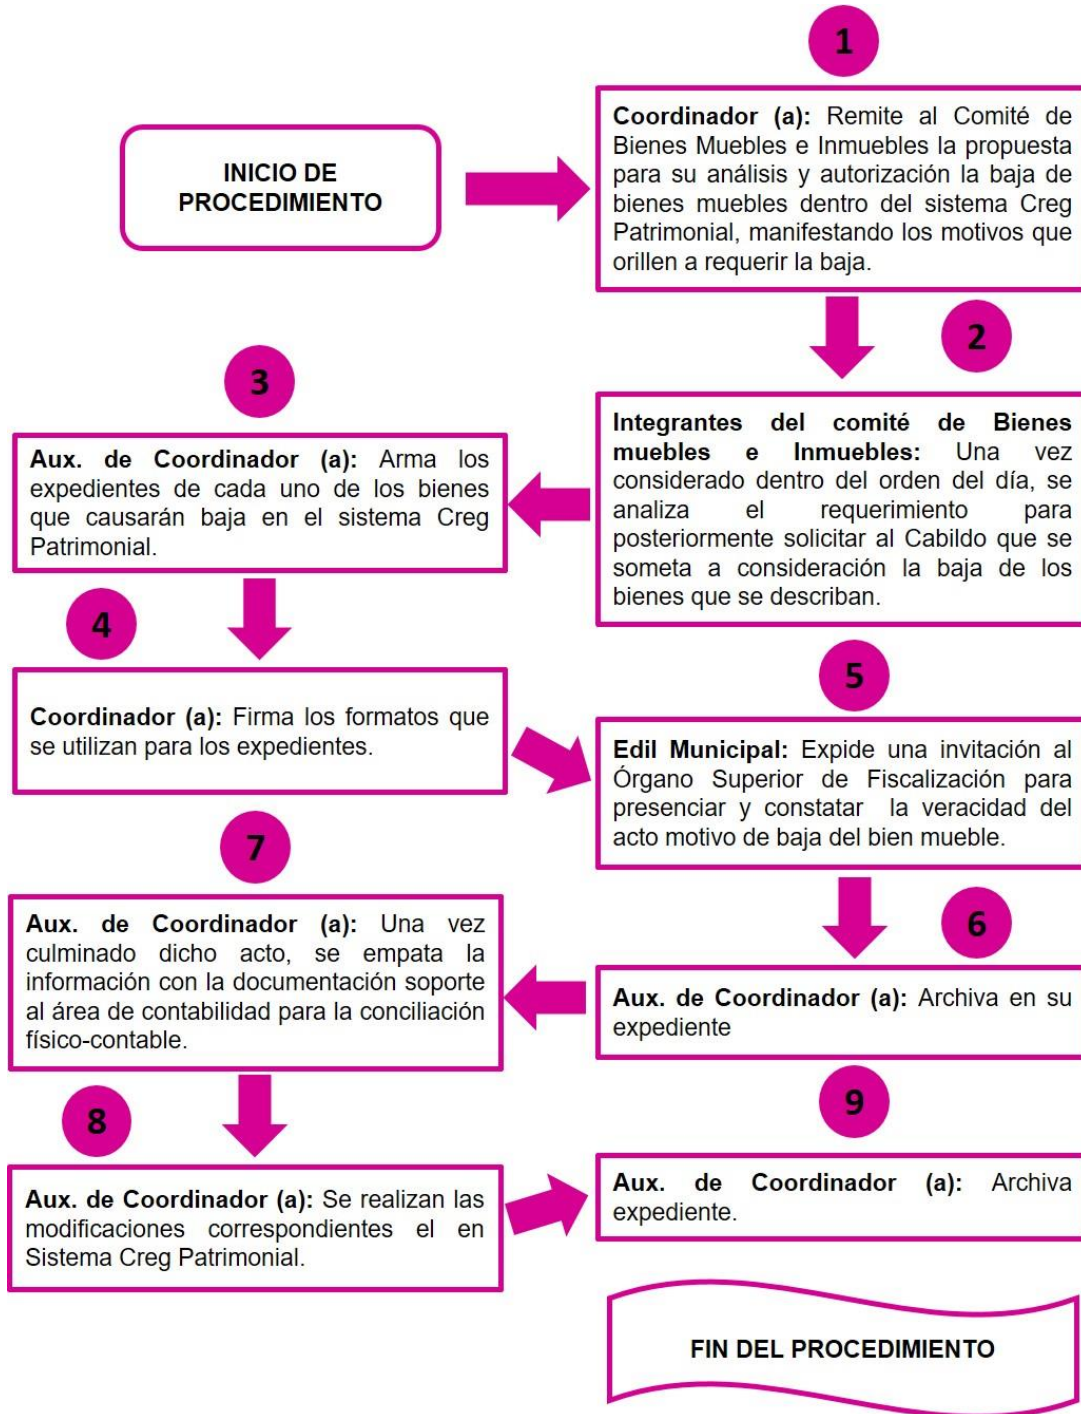 INICIO DE
PROCEDIMIENTO
1
Coordinador (a): Remite al Comité de
Bienes Muebles e Inmuebles la propuesta
para su análisis y autorización la baja de
bienes muebles dentro del sistema Creg
Patrimonial, manifestando los motivos que
orillen a requerir la baja.
2
Integrantes del comité de Bienes
muebles e Inmuebles: Una vez
considerado dentro del orden del día, se
analiza el requerimiento para
posteriormente solicitar al Cabildo que se
someta a consideración la baja de los
bienes que se describan.
3
Aux. de Coordinador (a): Arma los
expedientes de cada uno de los bienes
que causarán baja en el sistema Creg
Patrimonial.
4
Coordinador (a): Firma los formatos que
se utilizan para los expedientes.
5
Edil Municipal: Expide una invitación al
Órgano Superior de Fiscalización para
presenciar y constatar la veracidad del
acto motivo de baja del bien mueble.
6
Aux. de Coordinador (a): Archiva en su
expediente
7
Aux. de Coordinador (a): Una vez
culminado dicho acto, se empata la
información con la documentación soporte
al área de contabilidad para la conciliación
físico-contable.
8
Aux. de Coordinador (a): Se realizan las
modificaciones correspondientes el en
Sistema Creg Patrimonial.
9
Aux. de Coordinador (a): Archiva
expediente.
FIN DEL PROCEDIMIENTO